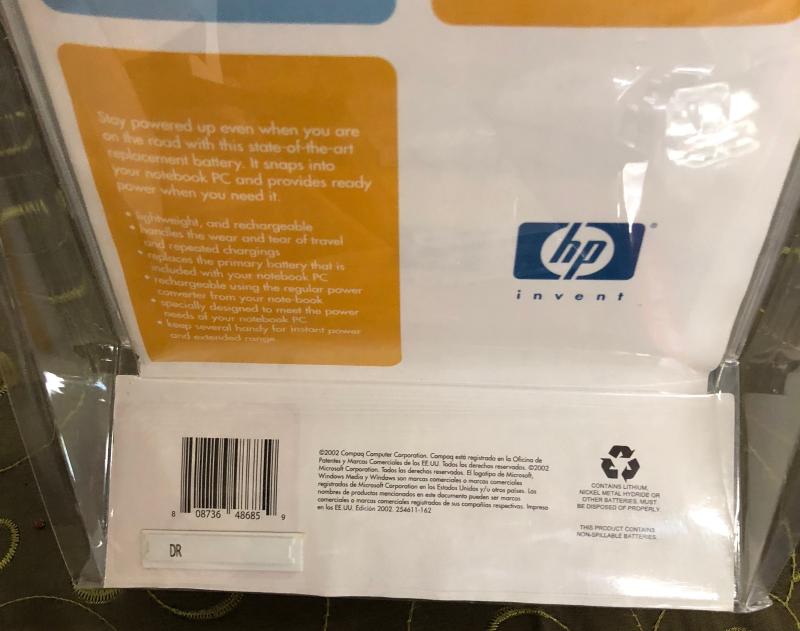 Stay powered up even when you are
on the road with this state-of-the-art
replacement battery. It snaps into
your notebook PC and provides ready
power when you need it.
• lightweight, and rechargeable
• handles the wear and tear of travel
and repeated chargings
• replaces the primary battery that is
included with your notebook PC
• rechargeable using the regular power
converter from your note-book
• specially designed to meet the power
needs of your notebook PC
• keep several handy for instant power
and extended range.
hp®
invent
8 08736 48685 9
DR
©2002 Compaq Computer Corporation. Compaq está registrado en la Oficina de
Patentes y Marcas Comerciales de los EE.UU. Todos los derechos reservados. ©2002
Microsoft Corporation. Todos los derechos reservados. El logotipo de Microsoft,
Windows Media y Windows son marcas comerciales o marcas comerciales
registradas de Microsoft Corporation en los Estados Unidos y/u otros países. Los
nombres de productos mencionados en este documento pueden ser marcas
comerciales o marcas comerciales registradas de sus compañías respectivas. Impreso
en los EE.UU. Edición 2002. 254611-162
CONTAINS LITHIUM,
NICKEL METAL HYDRIDE OR
OTHER BATTERIES. MUST
BE DISPOSED OF PROPERLY.
THIS PRODUCT CONTAINS
NON-SPILLABLE BATTERIES.